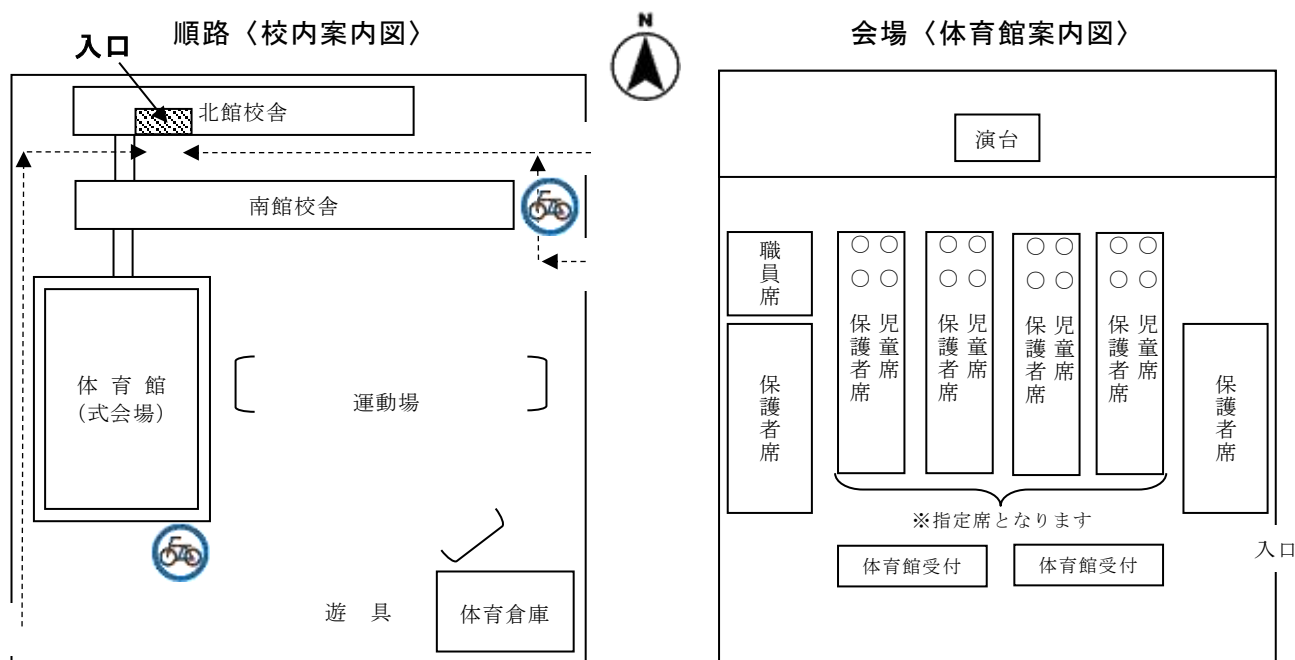 順路〈校内案内図〉
入口
北館校舎
南館校舎
体 育 館
(式会場)
運動場
遊 具
体育倉庫
N
会場〈体育館案内図〉
演台
職員席
保護者席
○○
○○
児童席
保護者席
○○
○○
児童席
保護者席
○○
○○
児童席
保護者席
○○
○○
児童席
保護者席
保護者席
※指定席となります
体育館受付
体育館受付
入口